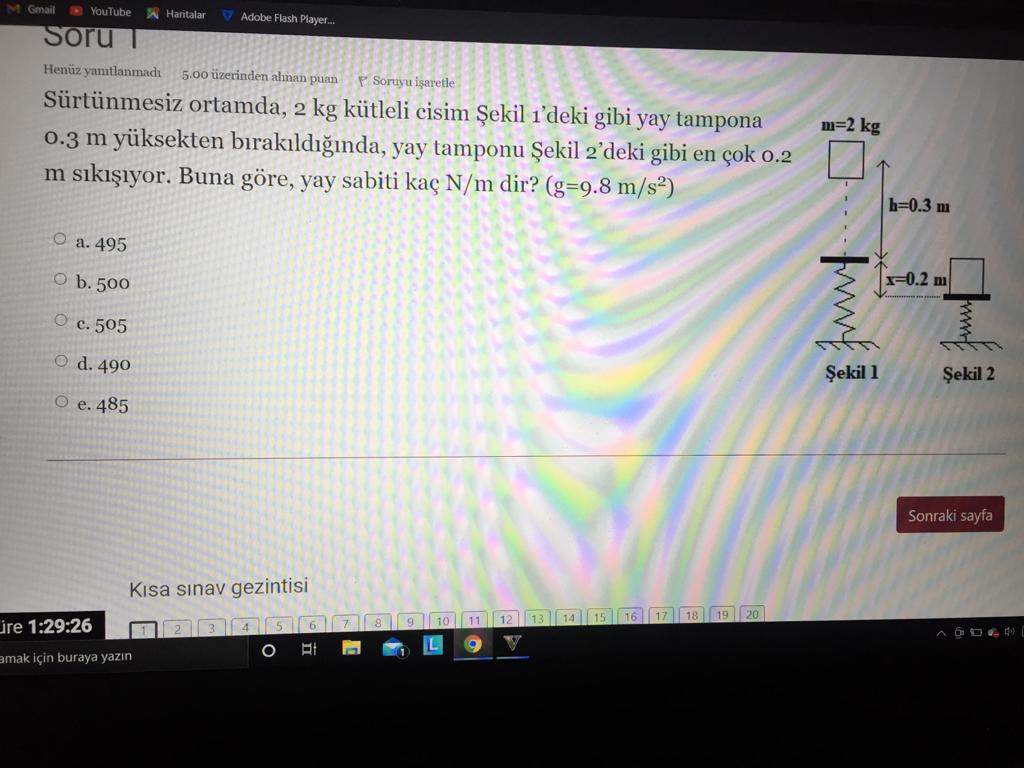 Gmail YouTube Haritalar Adobe Flash Player...
Soru 1
Henüz yanıtlanmadı 5.00 üzerinden alınan puan Soruyu işaretle
Sürtünmesiz ortamda, 2 kg kütleli cisim Şekil 1'deki gibi yay tampona
0.3 m yüksekten bırakıldığında, yay tamponu Şekil 2'deki gibi en çok 0.2
m sıkışıyor. Buna göre, yay sabiti kaç N/m dir? (g=9.8 m/s²)
a. 495
b. 500
c. 505
d. 490
e. 485
m=2 kg
h=0.3 m
x=0.2 m
Şekil 1 Şekil 2
Sonraki sayfa
Kısa sınav gezintisi
1 2 3 4 5 6 7 8 9 10 11 12 13 14 15 16 17 18 19 20
üre 1:29:26
amak için buraya yazın
1
L